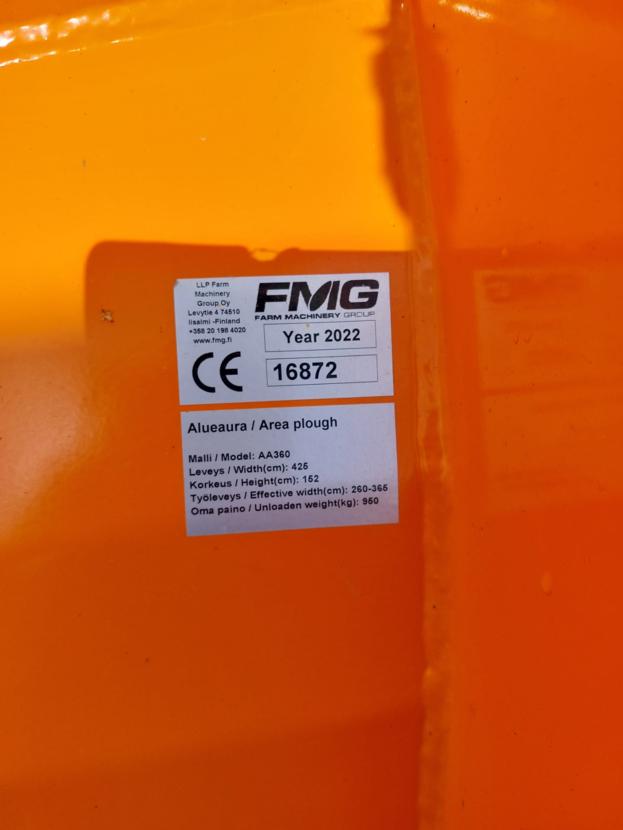 LLP Farm
Machinery
Group Oy
Levytie 4 74510
Iisalmi -Finland
+358 20 198 4020
www.fmg.fi
FMG
FARM MACHINERY GROUP
Year 2022
CE
16872
Alueaura / Area plough
Malli / Model: AA360
Leveys / Width(cm): 425
Korkeus / Height(cm): 152
Työleveys / Effective width(cm): 260-365
Oma paino / Unloaden weight(kg): 950